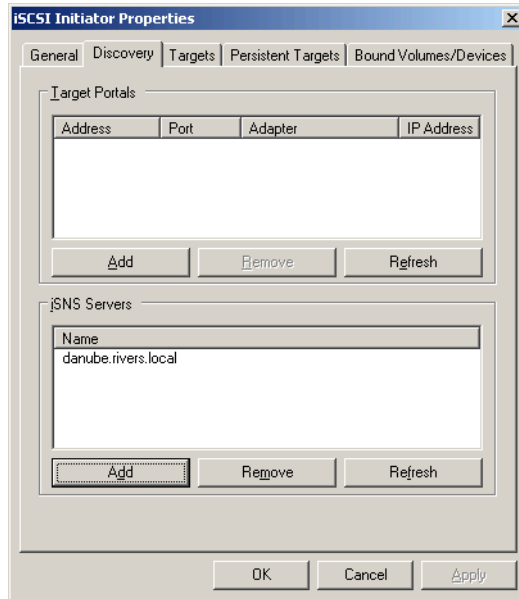 iSCSI Initiator Properties
General Discovery Targets Persistent Targets Bound Volumes/Devices
Target Portals
Address Port Adapter IP Address
Add Remove Refresh
iSNS Servers
Name
danube.rivers.local
Add Remove Refresh
OK Cancel Apply